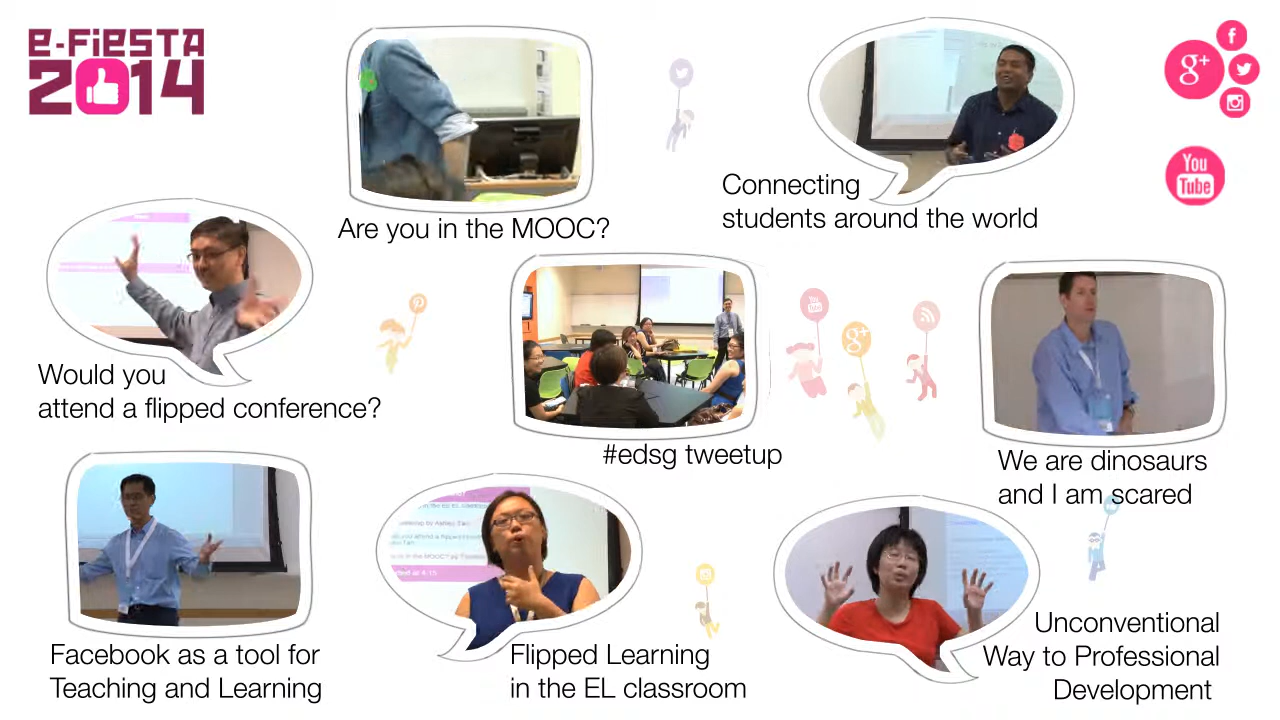 e-FiESTA
2014
f
g+
You
Tube
Are you in the MOOC?
Connecting
students around the world
Would you
attend a flipped conference?
#edsg tweetup
We are dinosaurs
and I am scared
Facebook as a tool for
Teaching and Learning
Flipped Learning
in the EL classroom
Unconventional
Way to Professional
Development